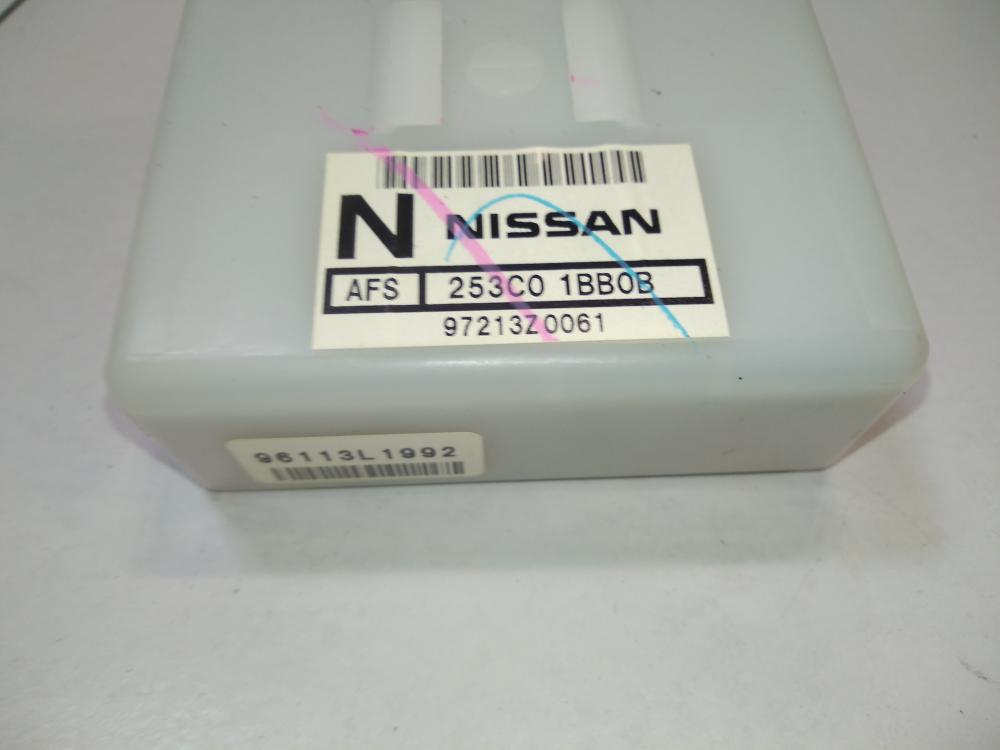 N NISSAN
AFS 253C0 1BB0B
97213Z0061
96113L1992